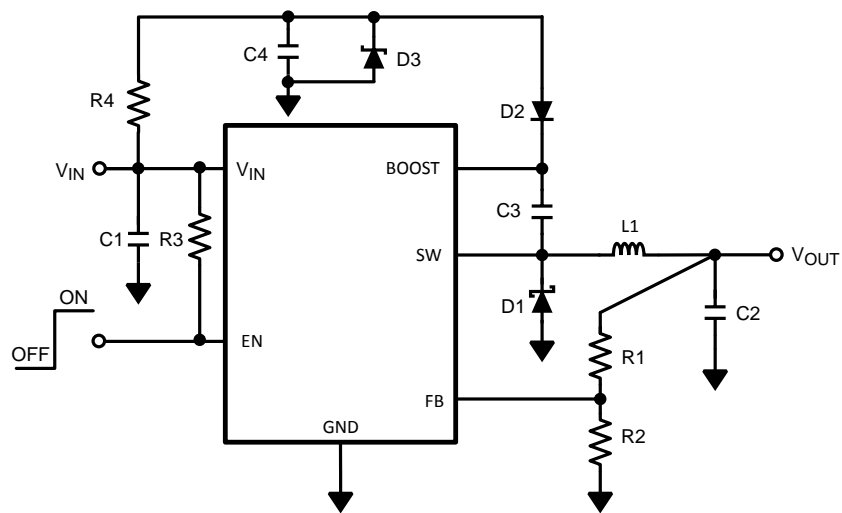 C4
D3
R4
D2
VIN
VIN
BOOST
C1
R3
C3
L1
SW
VOUT
ON
D1
C2
OFF
EN
R1
FB
GND
R2